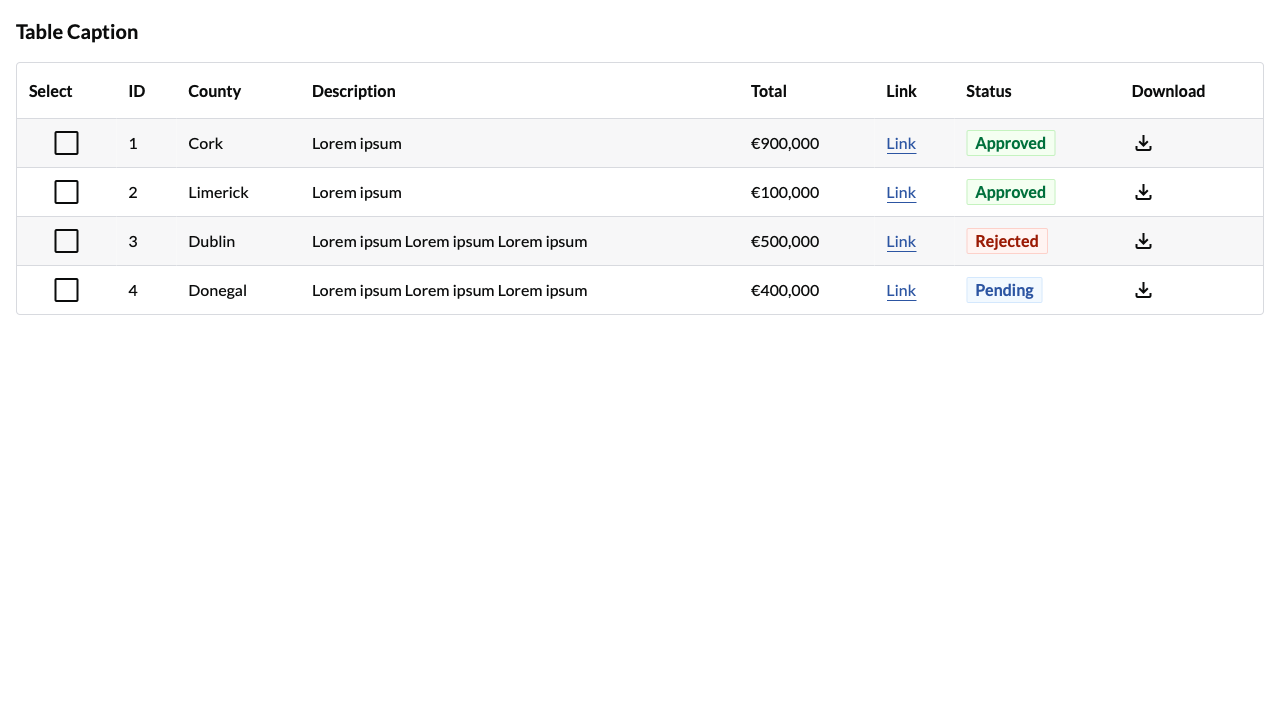 Table Caption
Select ID County Description Total Link Status Download
1 Cork Lorem ipsum €900,000 Link Approved
2 Limerick Lorem ipsum €100,000 Link Approved
3 Dublin Lorem ipsum Lorem ipsum Lorem ipsum €500,000 Link Rejected
4 Donegal Lorem ipsum Lorem ipsum Lorem ipsum €400,000 Link Pending